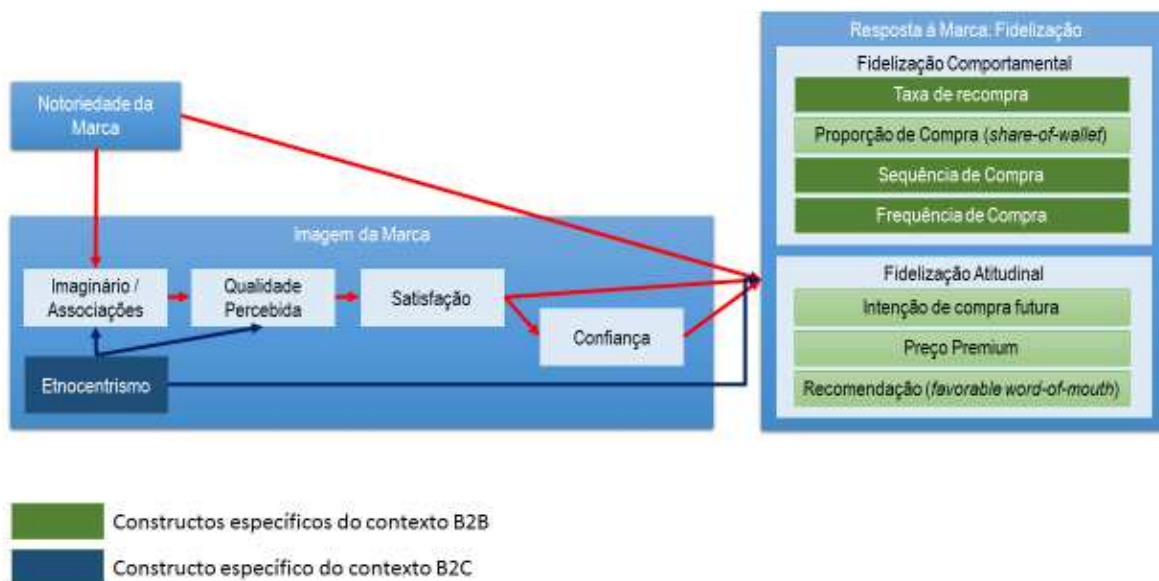 Resposta à Marca: Fidelização
Fidelização Comportamental
Taxa de recompra
Proporção de Compra (share-of-wallet)
Sequência de Compra
Frequência de Compra
Notoriedade da
Marca
Imagem da Marca
Imaginário /
Associações
Qualidade
Percebida
Satisfação
Confiança
Etnocentrismo
Fidelização Atitudinal
Intenção de compra futura
Preço Premium
Recomendação (favorable word-of-mouth)
Constructos específicos do contexto B2B
Constructo específico do contexto B2C